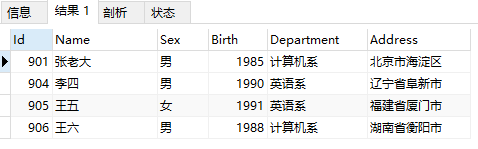 信息 结果 1 剖析 状态
Id Name Sex Birth Department Address
901 张老大 男 1985 计算机系 北京市海淀区
904 李四 男 1990 英语系 辽宁省阜新市
905 王五 女 1991 英语系 福建省厦门市
906 王六 男 1988 计算机系 湖南省衡阳市